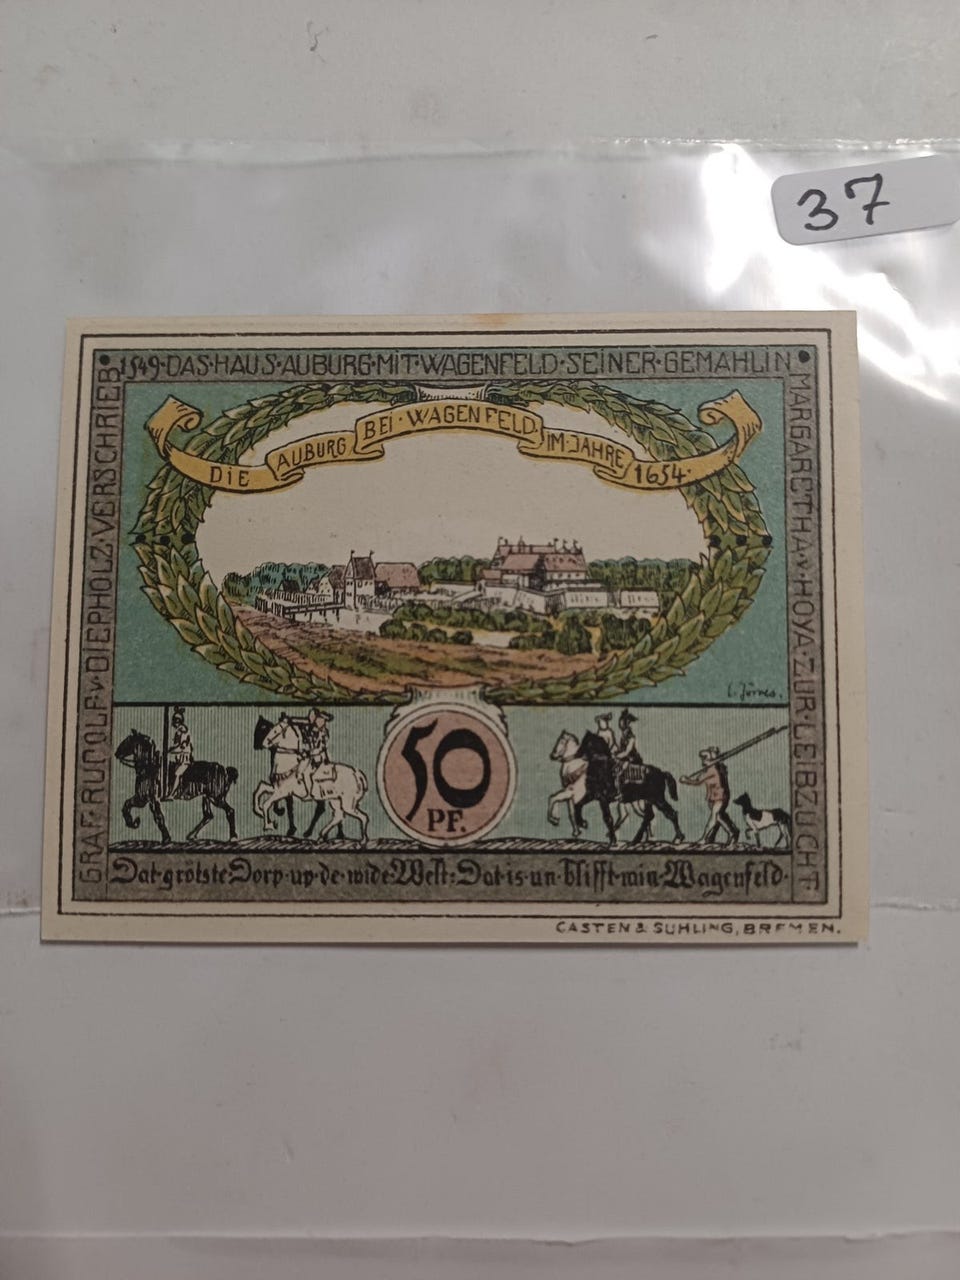 37
GRAF·RUDOLF·v·DIEPHOLZ·VERSCHRIEB·
1549·DAS·HAUS·AUBURG·MIT·WAGENFELD·SEINER·GEMAHLIN·
MARGARETHA·v·HOYA·ZUR·LEIBZUCHT·
DIE AUBURG BEI·WAGENFELD· IM·JAHRE 1654·
E. Jörres.
50
PF.
Dat·grötste·Dorp·up·de·wide·Welt:Dat·is·un·blifft·min·Wagenfeld·
CASTEN & SUHLING, BREMEN.